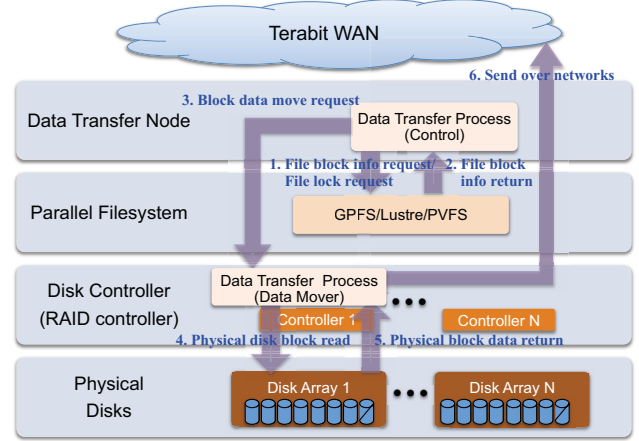 Terabit WAN
6. Send over networks
3. Block data move request
Data Transfer Node
Data Transfer Process
(Control)
1. File block info request/
File lock request
2. File block
info return
Parallel Filesystem
GPFS/Lustre/PVFS
Data Transfer Process
(Data Mover)
Disk Controller
(RAID controller)
Controller 1
Controller N
4. Physical disk block read
5. Physical block data return
Physical
Disks
Disk Array 1
Disk Array N